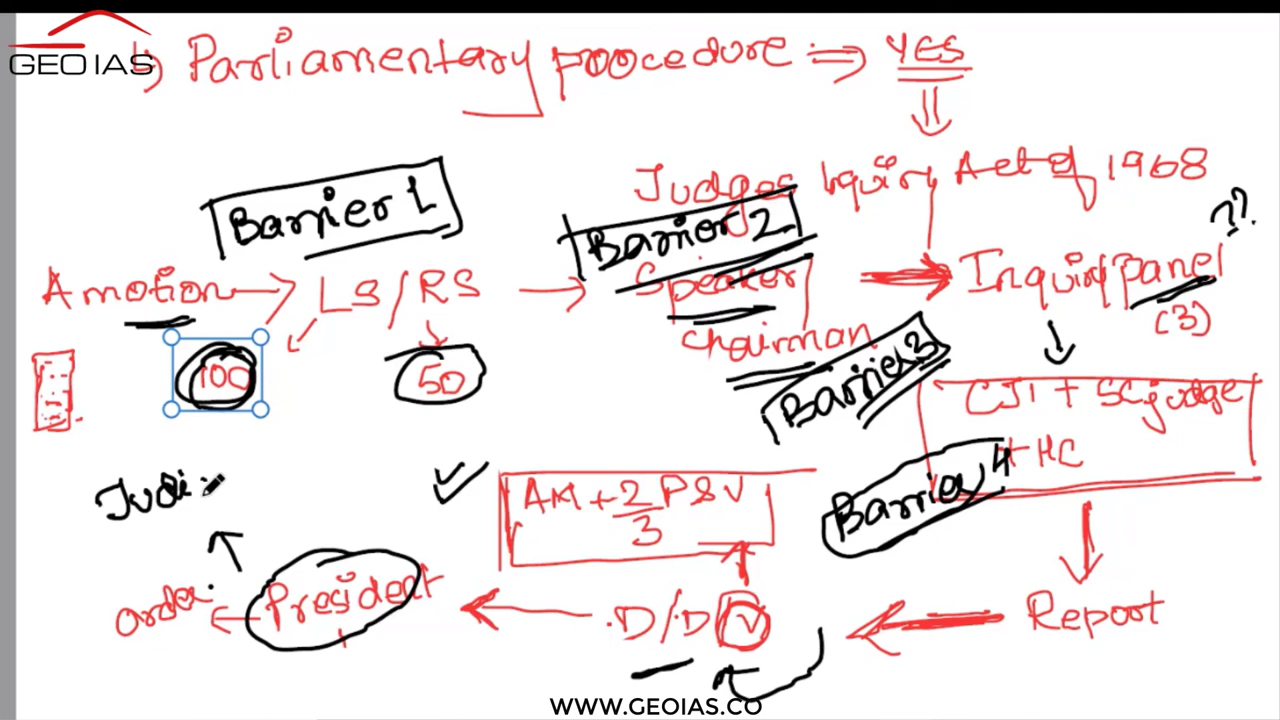 GEO IAS
b) Parliamentary procedure ⇒ YES
Judges Inquiry Act of 1968
Barrier 1
Barrier 2
??
A motion → LS/RS → Speaker → Inquiry panel
(3)
Chairman
100
50
Barrier 3
CJI + SC judge
+ HC
Barrier 4
AM + 2/3 P&V
Judi
order ← President ← D/D V ← Report
WWW.GEOIAS.CO